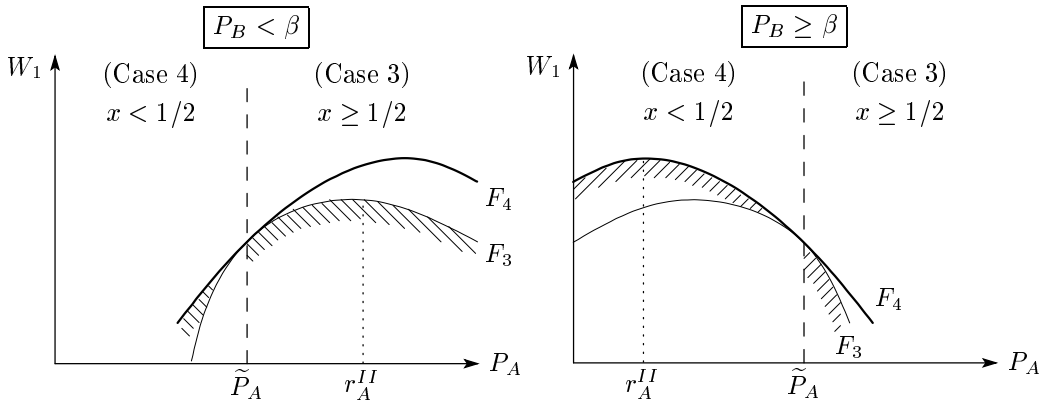 P_B < β
W_1
(Case 4)
x < 1/2
(Case 3)
x ≥ 1/2
F_4
F_3
P_A
P̃_A
r_A^{II}
P_B ≥ β
W_1
(Case 4)
x < 1/2
(Case 3)
x ≥ 1/2
F_4
F_3
P_A
r_A^{II}
P̃_A